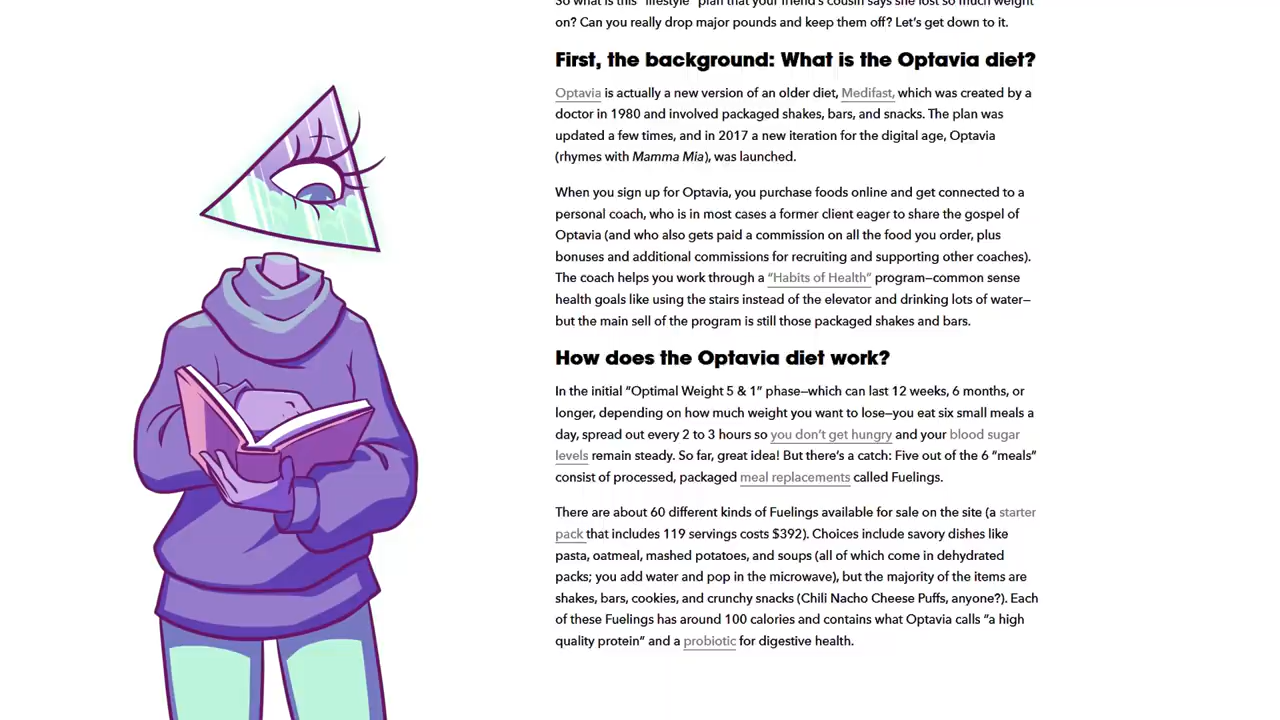 So what is this “lifestyle” plan that your friend’s cousin says she lost so much weight
on? Can you really drop major pounds and keep them off? Let’s get down to it.
First, the background: What is the Optavia diet?
Optavia is actually a new version of an older diet, Medifast, which was created by a
doctor in 1980 and involved packaged shakes, bars, and snacks. The plan was
updated a few times, and in 2017 a new iteration for the digital age, Optavia
(rhymes with Mamma Mia), was launched.
When you sign up for Optavia, you purchase foods online and get connected to a
personal coach, who is in most cases a former client eager to share the gospel of
Optavia (and who also gets paid a commission on all the food you order, plus
bonuses and additional commissions for recruiting and supporting other coaches).
The coach helps you work through a “Habits of Health” program—common sense
health goals like using the stairs instead of the elevator and drinking lots of water—
but the main sell of the program is still those packaged shakes and bars.
How does the Optavia diet work?
In the initial “Optimal Weight 5 & 1” phase—which can last 12 weeks, 6 months, or
longer, depending on how much weight you want to lose—you eat six small meals a
day, spread out every 2 to 3 hours so you don’t get hungry and your blood sugar
levels remain steady. So far, great idea! But there’s a catch: Five out of the 6 “meals”
consist of processed, packaged meal replacements called Fuelings.
There are about 60 different kinds of Fuelings available for sale on the site (a starter
pack that includes 119 servings costs $392). Choices include savory dishes like
pasta, oatmeal, mashed potatoes, and soups (all of which come in dehydrated
packs; you add water and pop in the microwave), but the majority of the items are
shakes, bars, cookies, and crunchy snacks (Chili Nacho Cheese Puffs, anyone?). Each
of these Fuelings has around 100 calories and contains what Optavia calls “a high
quality protein” and a probiotic for digestive health.